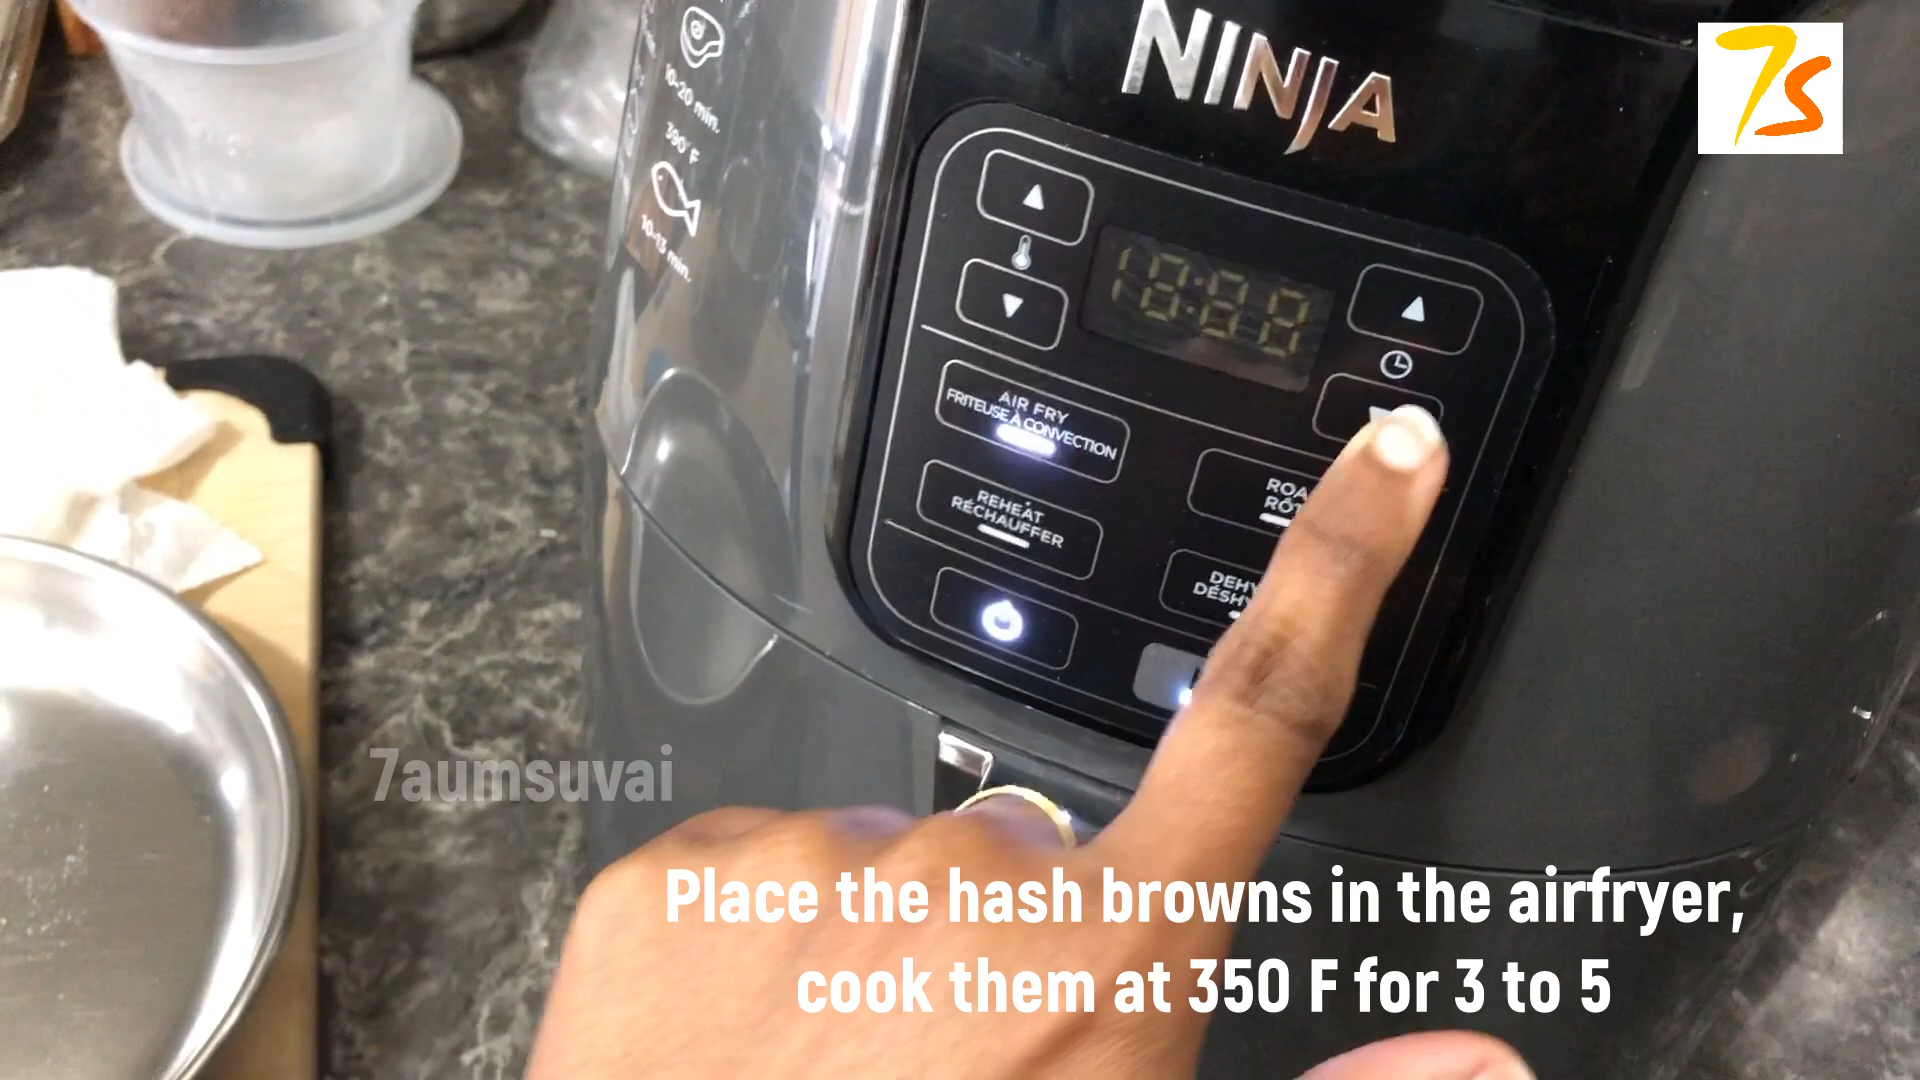 NINJA
7S
10-20 min.
390°F
10-13 min.
AIR FRY
FRITEUSE À CONVECTION
REHEAT
RÉCHAUFFER
7aumsuvai
Place the hash browns in the airfryer,
cook them at 350 F for 3 to 5